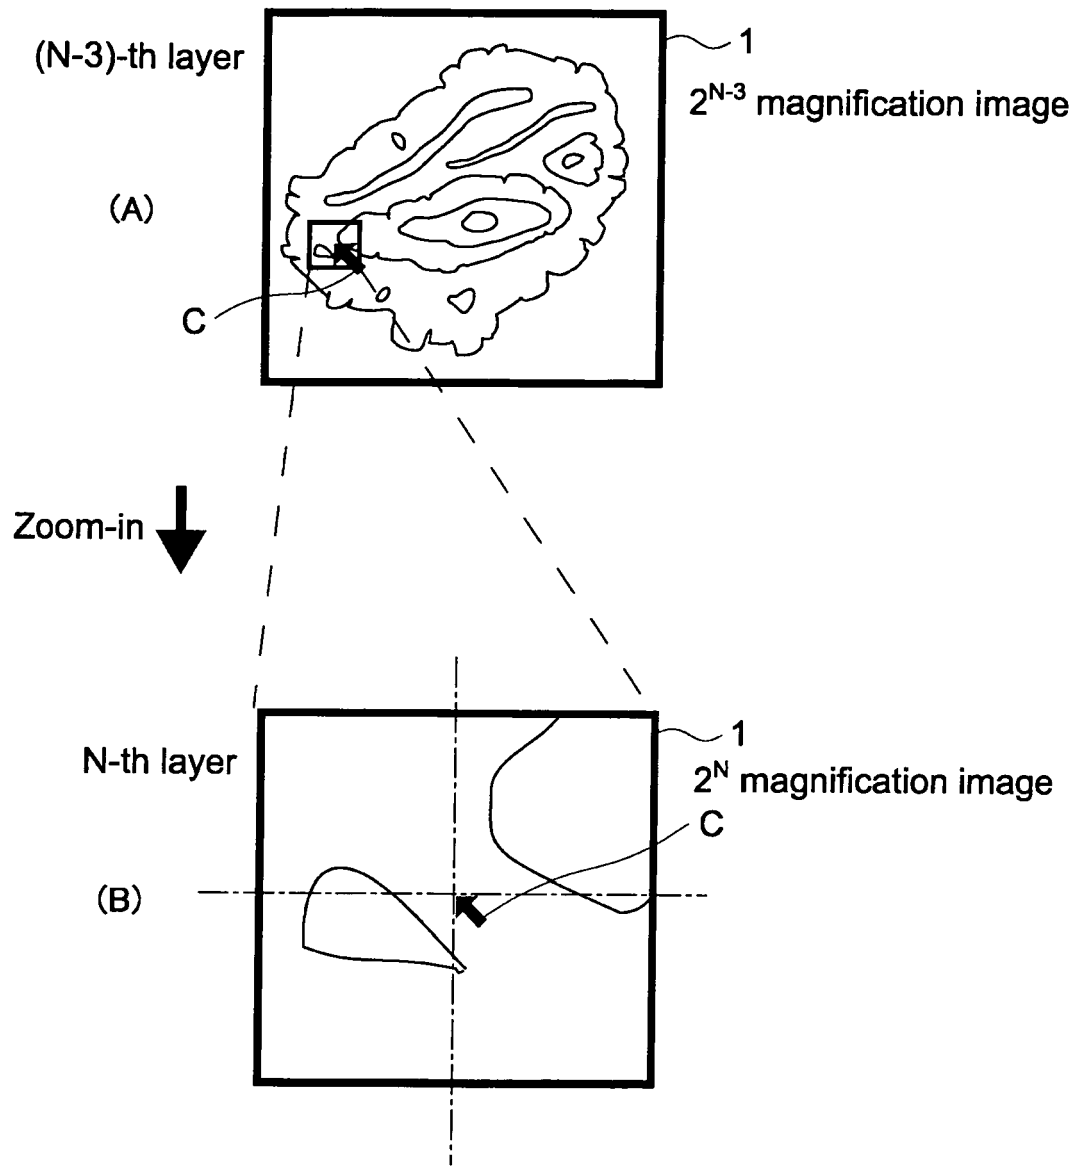 (N-3)-th layer
1
2^{N-3} magnification image
(A)
C
Zoom-in
N-th layer
1
2^{N} magnification image
C
(B)